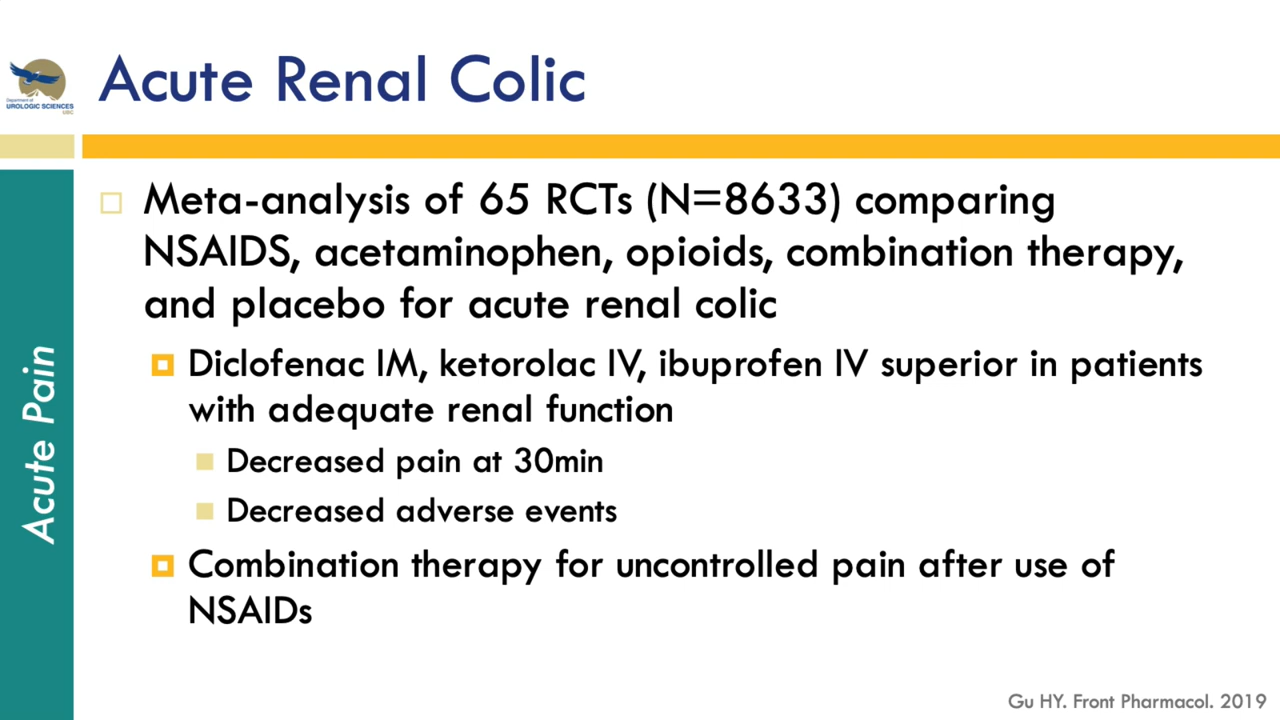 Department of
UROLOGIC SCIENCES
UBC
Acute Renal Colic
Acute Pain
Meta-analysis of 65 RCTs (N=8633) comparing
NSAIDS, acetaminophen, opioids, combination therapy,
and placebo for acute renal colic
Diclofenac IM, ketorolac IV, ibuprofen IV superior in patients
with adequate renal function
Decreased pain at 30min
Decreased adverse events
Combination therapy for uncontrolled pain after use of
NSAIDs
Gu HY. Front Pharmacol. 2019